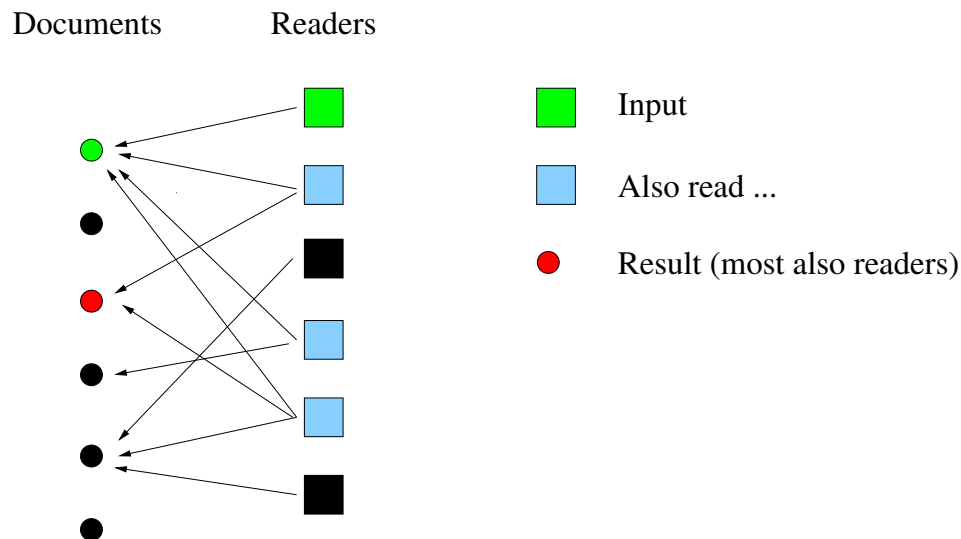 Documents
Readers
Input
Also read ...
Result (most also readers)